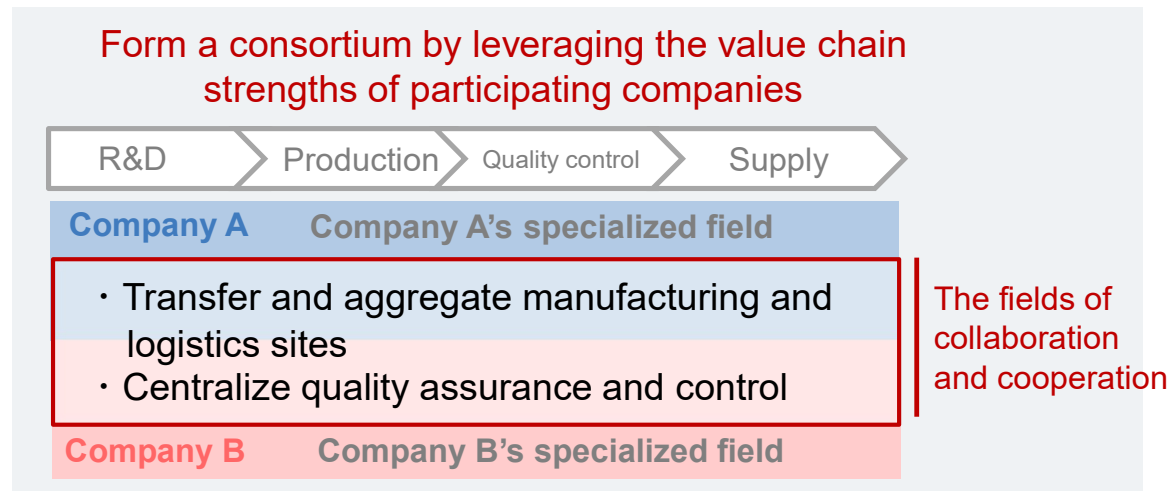 Form a consortium by leveraging the value chain
strengths of participating companies
R&D Production Quality control Supply
Company A Company A's specialized field
・Transfer and aggregate manufacturing and
logistics sites
・Centralize quality assurance and control
The fields of
collaboration
and cooperation
Company B Company B's specialized field